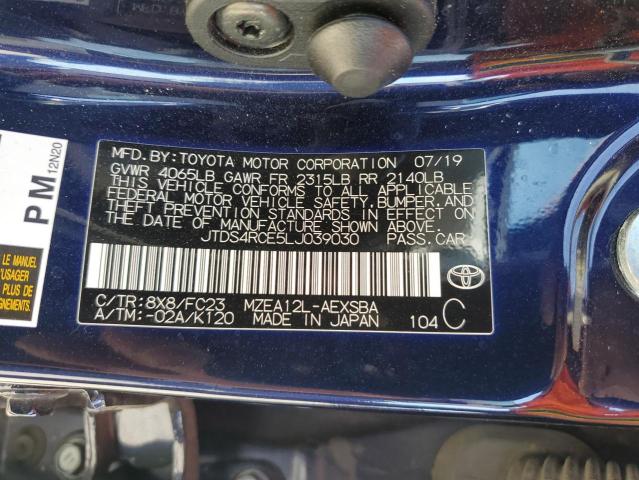 MFD.BY:TOYOTA MOTOR CORPORATION 07/19
GVWR 4065LB GAWR FR 2315LB RR 2140LB
THIS VEHICLE CONFORMS TO ALL APPLICABLE
FEDERAL MOTOR VEHICLE SAFETY,BUMPER,AND
THEFT PREVENTION STANDARDS IN EFFECT ON
THE DATE OF MANUFACTURE SHOWN ABOVE.
JTDS4RCE5LJ039030 PASS.CAR
C/TR:8X8/FC23 MZEA12L-AEXSBA
A/TM:-02A/K120 MADE IN JAPAN 104 C
PM
12N20
LE MANUEL
L'USAGER